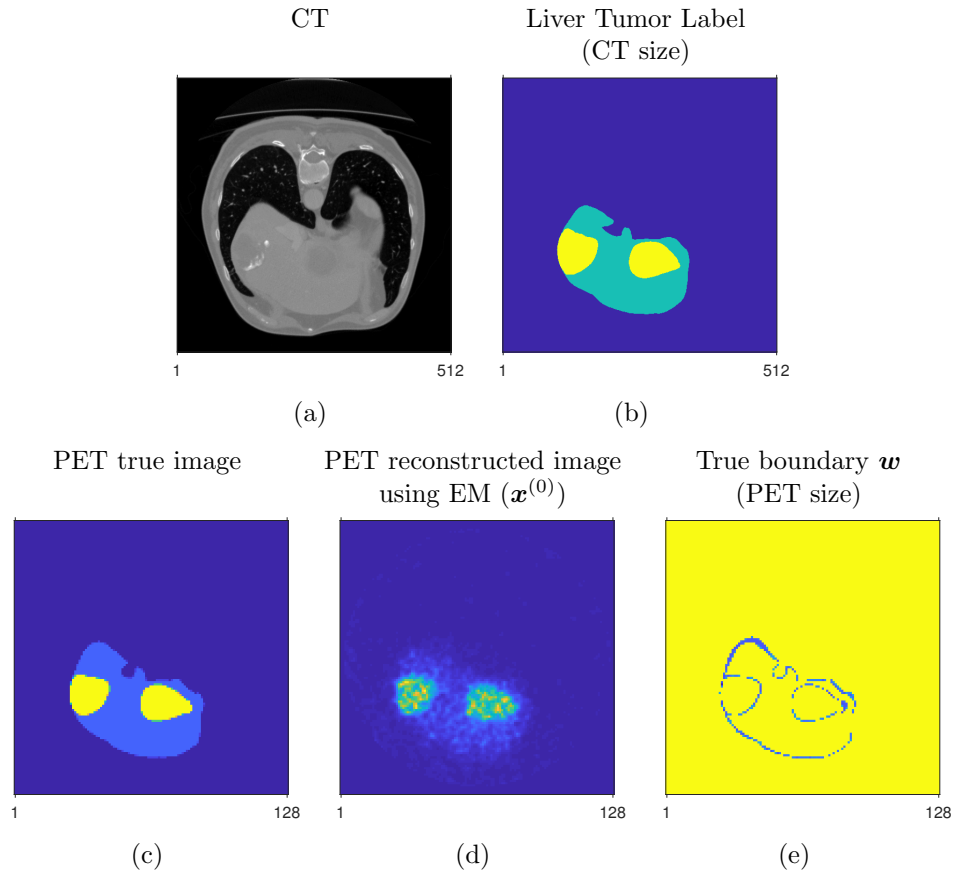 CT
Liver Tumor Label
(CT size)
1 512
1 512
(a)
(b)
PET true image
PET reconstructed image
using EM (x^(0))
True boundary w
(PET size)
1 128
1 128
1 128
(c)
(d)
(e)